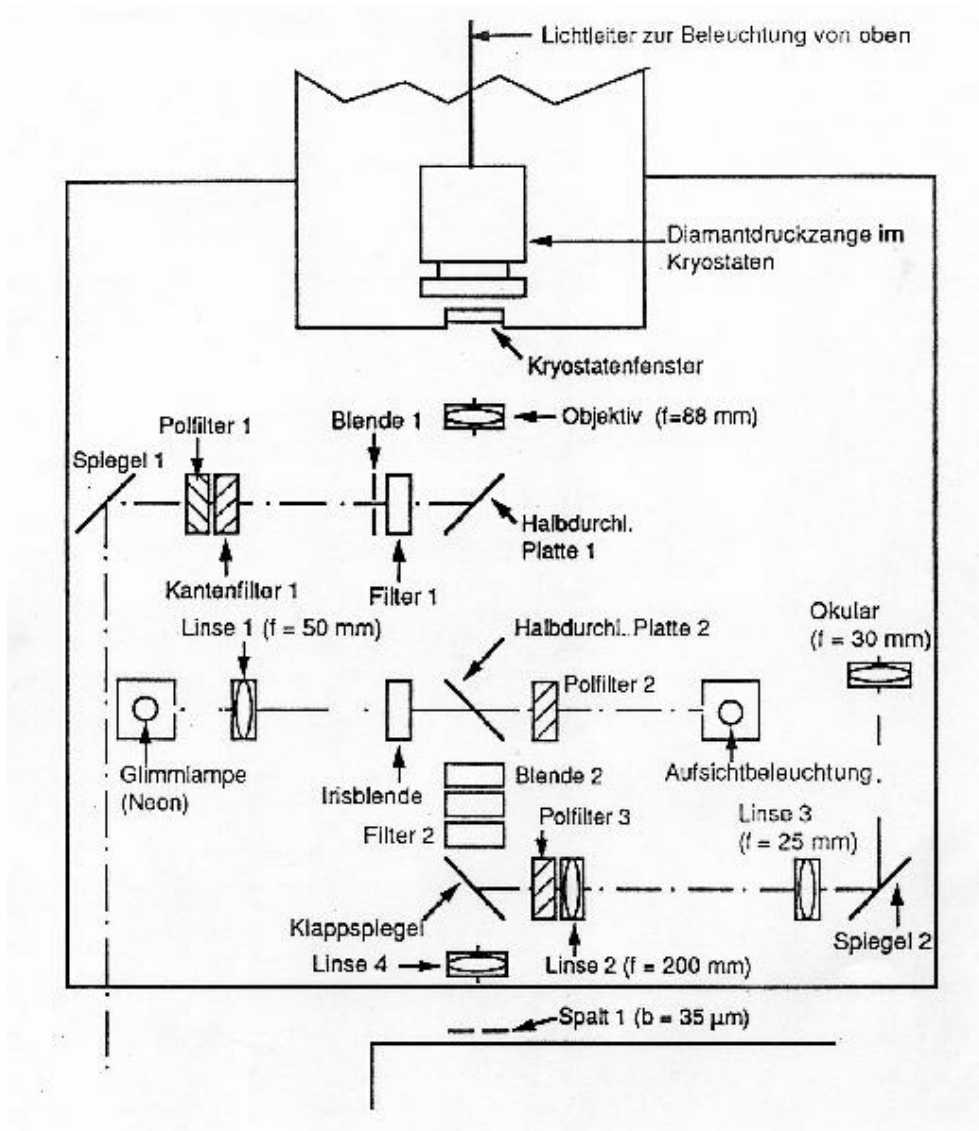 Lichtleiter zur Beleuchtung von oben
Diamantdruckzange im
Kryostaten
Kryostatenfenster
Objektiv (f=88 mm)
Blende 1
Polfilter 1
Spiegel 1
Halbdurchl.
Platte 1
Kantenfilter 1
Filter 1
Linse 1 (f = 50 mm)
Halbdurchl. Platte 2
Okular
(f = 30 mm)
Polfilter 2
Glimmlampe
(Neon)
Irisblende
Blende 2
Aufsichtbeleuchtung
Filter 2
Polfilter 3
Linse 3
(f = 25 mm)
Klappspiegel
Spiegel 2
Linse 4
Linse 2 (f = 200 mm)
Spalt 1 (b = 35 µm)